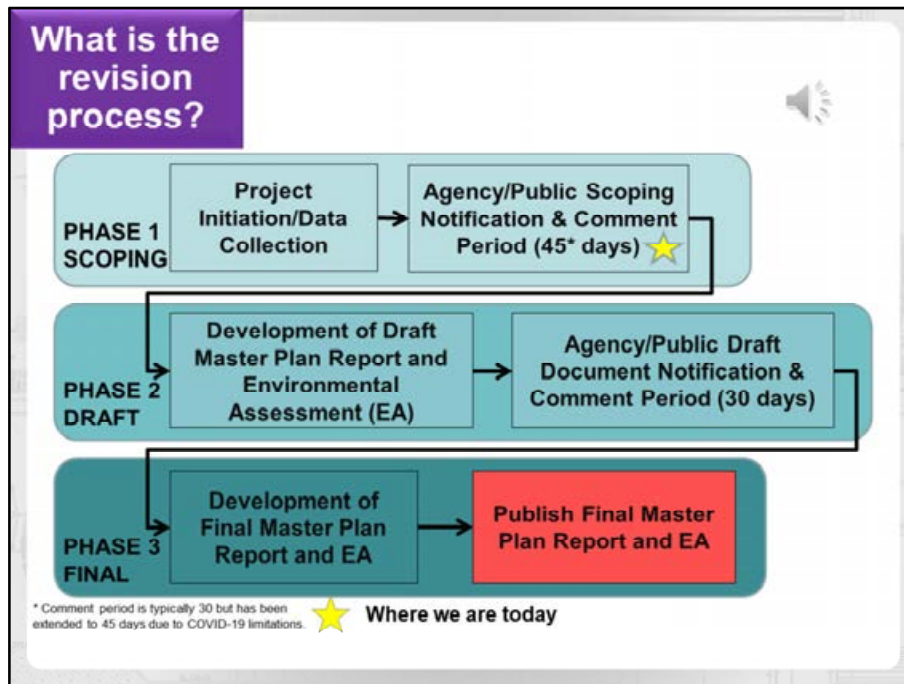 What is the
revision
process?
PHASE 1
SCOPING
Project
Initiation/Data
Collection
Agency/Public Scoping
Notification & Comment
Period (45* days)
PHASE 2
DRAFT
Development of Draft
Master Plan Report and
Environmental
Assessment (EA)
Agency/Public Draft
Document Notification &
Comment Period (30 days)
PHASE 3
FINAL
Development of
Final Master Plan
Report and EA
Publish Final Master
Plan Report and EA
* Comment period is typically 30 but has been
extended to 45 days due to COVID-19 limitations.
Where we are today